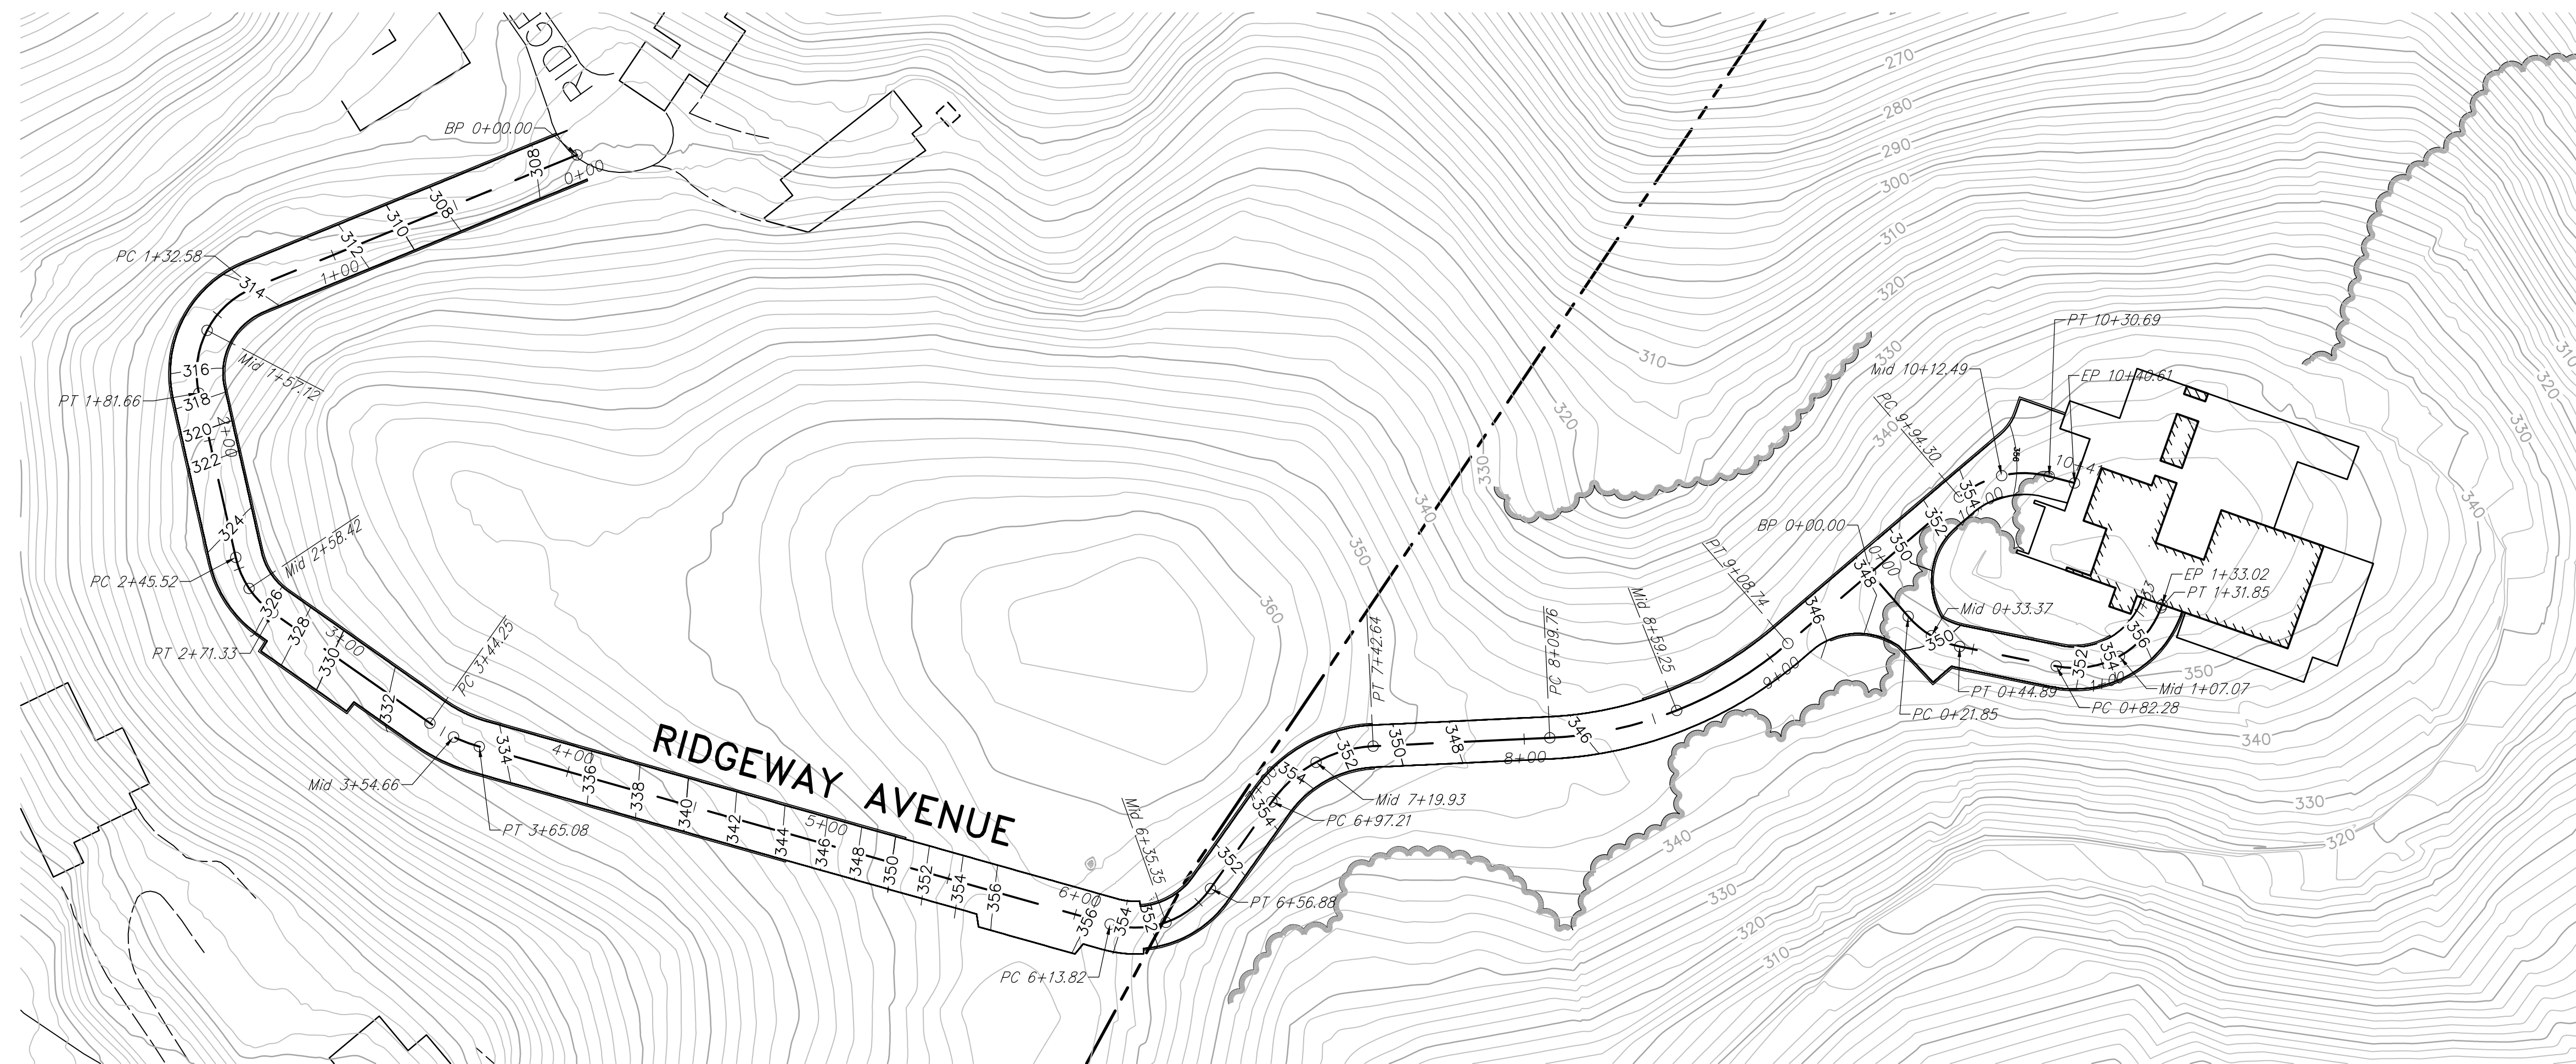 RIDGE
270
280
290
300
310
320
330
340
310
320
330
340
350
360
BP 0+00.00
0+00
308
308
310
312
1+00
PC 1+32.58
314
Mid 1+57.12
316
PT 1+81.66
318
2+00
320
322
324
PC 2+45.52
Mid 2+58.42
326
PT 2+71.33
328
3+00
330
332
PC 3+44.25
Mid 3+54.66
PT 3+65.08
334
4+00
336
338
340
342
344
RIDGEWAY AVENUE
5+00
346
348
350
352
354
356
6+00
356
354
352
PC 6+13.82
Mid 6+35.35
PT 6+56.88
352
354
PC 6+97.21
354
Mid 7+19.93
352
PT 7+42.64
350
348
8+00
PC 8+09.76
346
Mid 8+59.25
9+00
PT 9+08.74
346
348
350
352
354
PC 9+94.30
Mid 10+12.49
PT 10+30.69
EP 10+40.61
356
BP 0+00.00
0+00
PC 0+21.85
Mid 0+33.37
350
PT 0+44.89
PC 0+82.28
352
1+00
354
Mid 1+07.07
356
PT 1+31.85
EP 1+33.02
310
320
330
340
350
340
330
320
340
330
320
310